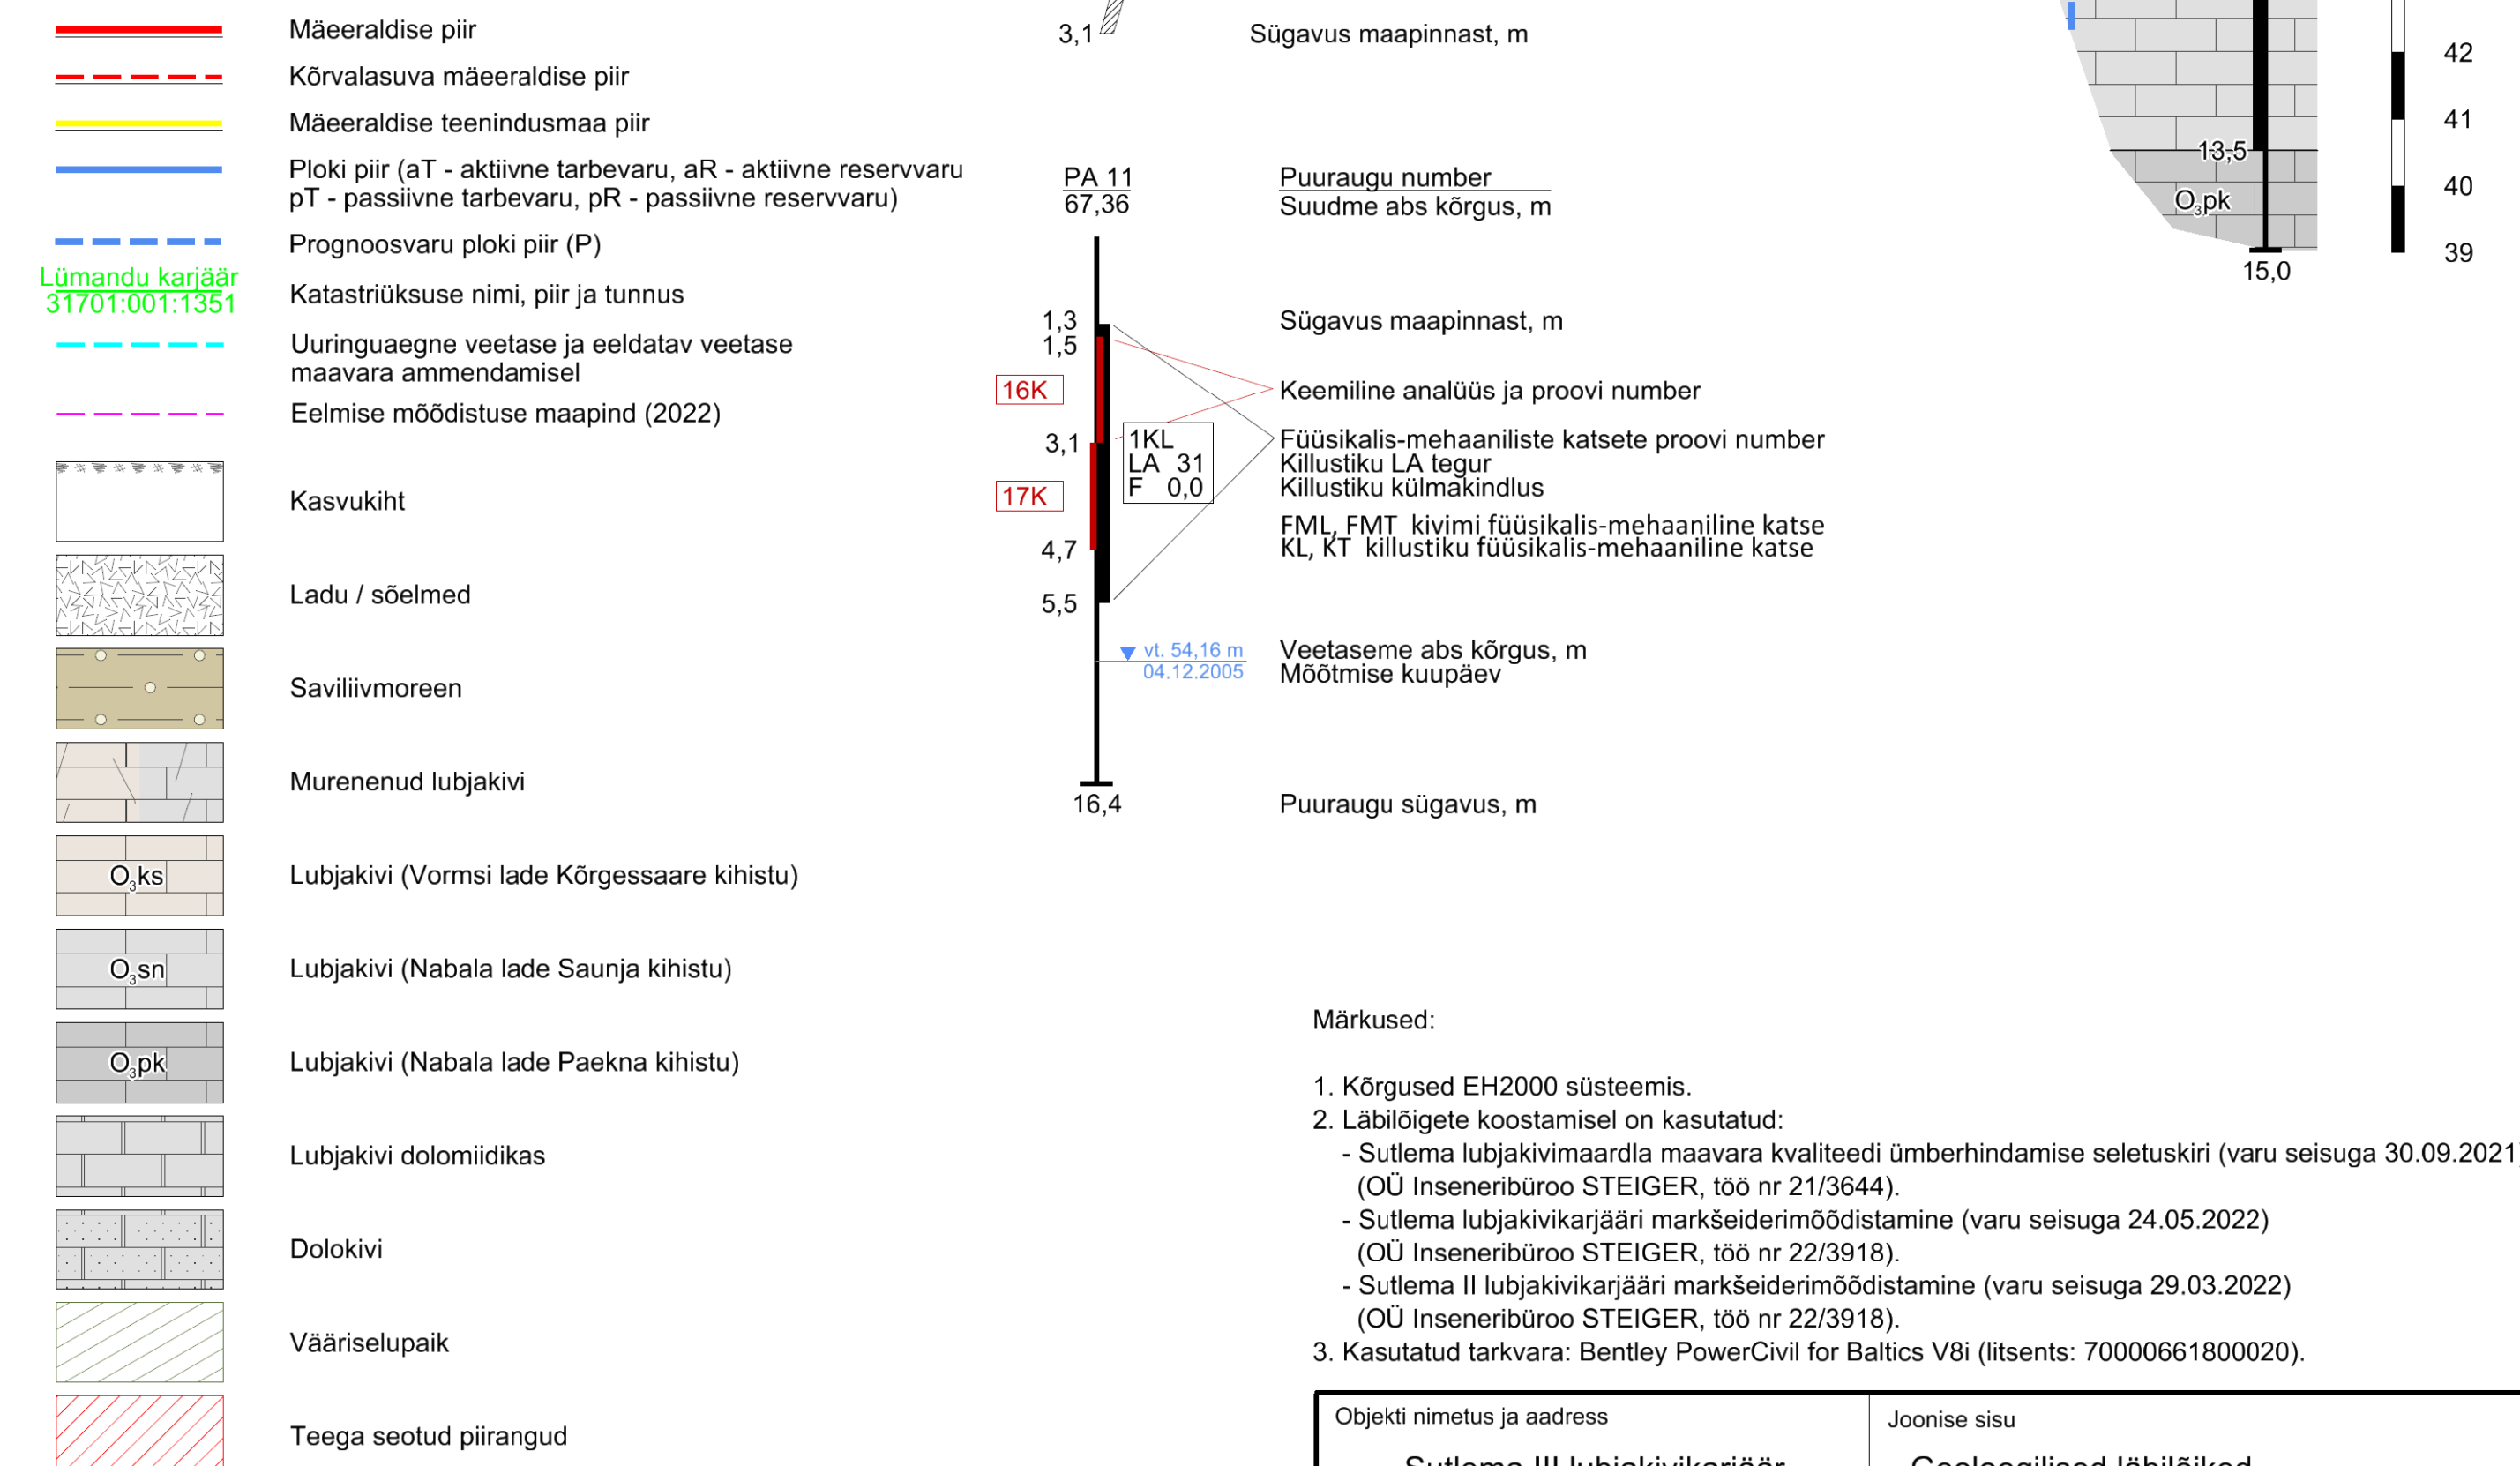 Mäeeraldise piir
Kõrvalasuva mäeeraldise piir
Mäeeraldise teenindusmaa piir
Ploki piir (aT - aktiivne tarbevaru, aR - aktiivne reservvaru
pT - passiivne tarbevaru, pR - passiivne reservvaru)
Prognoosvaru ploki piir (P)
Lümandu karjäär
31701:001:1351
Katastriüksuse nimi, piir ja tunnus
Uuringuaegne veetase ja eeldatav veetase
maavara ammendamisel
Eelmise mõõdistuse maapind (2022)
Kasvukiht
Ladu / sõelmed
Saviliivmoreen
Murenenud lubjakivi
O₃ks
Lubjakivi (Vormsi lade Kõrgessaare kihistu)
O₃sn
Lubjakivi (Nabala lade Saunja kihistu)
O₃pk
Lubjakivi (Nabala lade Paekna kihistu)
Lubjakivi dolomiidikas
Dolokivi
Vääriselupaik
Teega seotud piirangud
3,1
Sügavus maapinnast, m
PA 11
67,36
Puuraugu number
Suudme abs kõrgus, m
1,3
Sügavus maapinnast, m
1,5
16K
Keemiline analüüs ja proovi number
3,1
1KL
LA 31
F 0,0
Füüsikalis-mehaaniliste katsete proovi number
Killustiku LA tegur
Killustiku külmakindlus
17K
FML, FMT kivimi füüsikalis-mehaaniline katse
KL, KT killustiku füüsikalis-mehaaniline katse
4,7
5,5
vt. 54,16 m
04.12.2005
Veetaseme abs kõrgus, m
Mõõtmise kuupäev
16,4
Puuraugu sügavus, m
13,5
O₃pk
15,0
42
41
40
39
Märkused:
1. Kõrgused EH2000 süsteemis.
2. Läbilõigete koostamisel on kasutatud:
- Sutlema lubjakivimaardla maavara kvaliteedi ümberhindamise seletuskiri (varu seisuga 30.09.2021)
(OÜ Inseneribüroo STEIGER, töö nr 21/3644).
- Sutlema lubjakivikarjääri markšeiderimõõdistamine (varu seisuga 24.05.2022)
(OÜ Inseneribüroo STEIGER, töö nr 22/3918).
- Sutlema II lubjakivikarjääri markšeiderimõõdistamine (varu seisuga 29.03.2022)
(OÜ Inseneribüroo STEIGER, töö nr 22/3918).
3. Kasutatud tarkvara: Bentley PowerCivil for Baltics V8i (litsents: 70000661800020).
Objekti nimetus ja aadress
Joonise sisu
Sutlema III lubjakivikarjäär
Geoloogilised läbilõiked